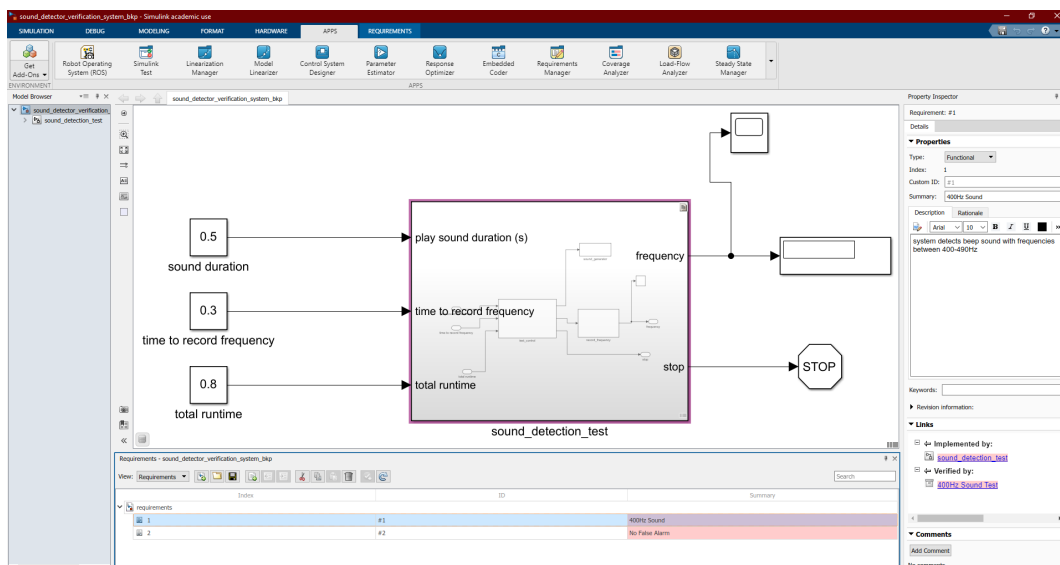 sound_detector_verification_system_bkp - Simulink academic use
SIMULATION DEBUG MODELING FORMAT HARDWARE APPS REQUIREMENTS
Get Add-Ons
Robot Operating System (ROS)
Simulink Test
Linearization Manager
Model Linearizer
Control System Designer
Parameter Estimator
Response Optimizer
Embedded Coder
Requirements Manager
Coverage Analyzer
Load-Flow Analyzer
Steady State Manager
ENVIRONMENT APPS
Model Browser
sound_detector_verification_system_bkp
sound_detector_verification_
sound_detection_test
0.5
sound duration
0.3
time to record frequency
0.8
total runtime
play sound duration (s)
time to record frequency
total runtime
frequency
stop
STOP
sound_detection_test
Property Inspector
Requirement: #1
Details
Properties
Type: Functional
Index: 1
Custom ID: #1
Summary: 400Hz Sound
Description Rationale
Arial 10 B I U
system detects beep sound with frequencies
between 400-490Hz
Keywords:
Revision information:
Links
Implemented by:
sound_detection_test
Verified by:
400Hz Sound Test
Comments
Add Comment
Requirements - sound_detector_verification_system_bkp
View: Requirements
Search
Index ID Summary
requirements
1 #1 400Hz Sound
2 #2 No False Alarm